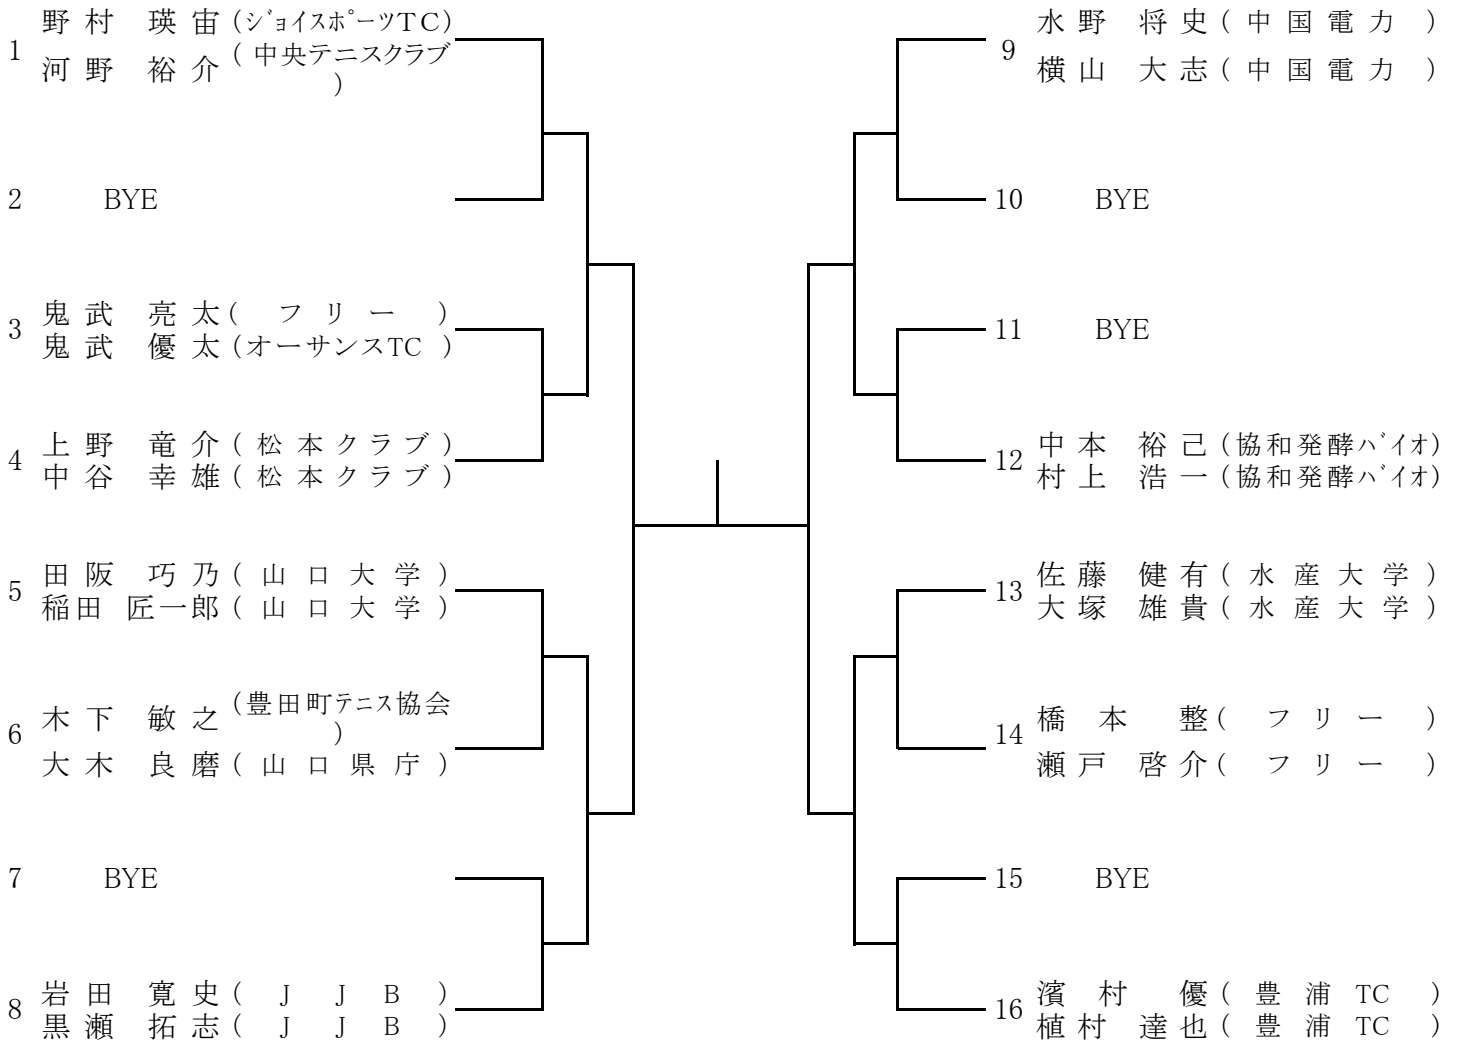 1 野村 瑛宙 (ｼﾞョイスﾎﾟーツTC)
河野 裕介 (中央テニスクラブ)
2 BYE
3 鬼武 亮太 (フリー)
鬼武 優太 (オーサンスTC)
4 上野 竜介 (松本クラブ)
中谷 幸雄 (松本クラブ)
5 田阪 巧乃 (山口大学)
稲田 匠一郎 (山口大学)
6 木下 敏之 (豊田町テニス協会)
大木 良磨 (山口県庁)
7 BYE
8 岩田 寛史 (JJB)
黒瀬 拓志 (JJB)
9 水野 将史 (中国電力)
横山 大志 (中国電力)
10 BYE
11 BYE
12 中本 裕己 (協和発酵バイオ)
村上 浩一 (協和発酵バイオ)
13 佐藤 健有 (水産大学)
大塚 雄貴 (水産大学)
14 橋本 整 (フリー)
瀬戸 啓介 (フリー)
15 BYE
16 濱村 優 (豊浦TC)
植村 達也 (豊浦TC)